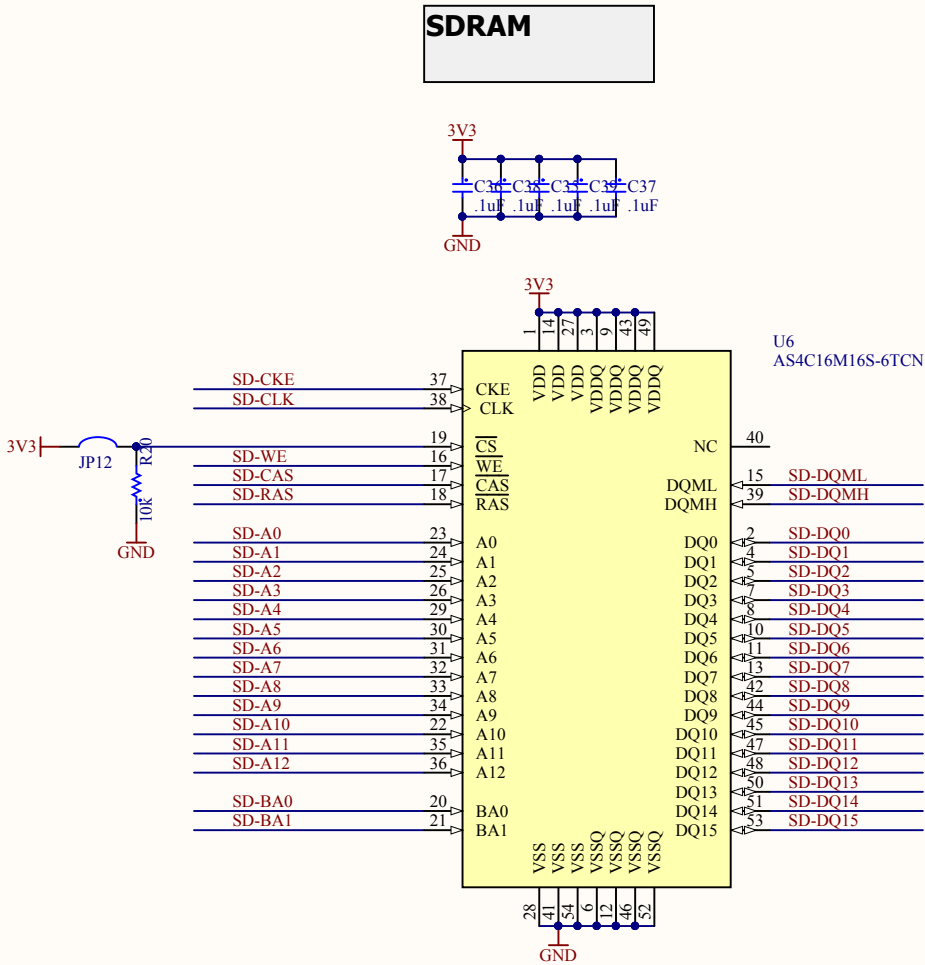 SDRAM
3V3
C36 C38 C35 C39 C37
.1uF .1uF .1uF .1uF .1uF
GND
3V3
1 14 27 3 9 43 49
U6
AS4C16M16S-6TCN
VDD VDD VDD VDDQ VDDQ VDDQ VDDQ
SD-CKE 37 CKE
SD-CLK 38 CLK
3V3 JP12 R20 19 CS NC 40
SD-WE 16 WE
SD-CAS 17 CAS DQML 15 SD-DQML
SD-RAS 18 RAS DQMH 39 SD-DQMH
10k
GND
SD-A0 23 A0 DQ0 2 SD-DQ0
SD-A1 24 A1 DQ1 4 SD-DQ1
SD-A2 25 A2 DQ2 5 SD-DQ2
SD-A3 26 A3 DQ3 7 SD-DQ3
SD-A4 29 A4 DQ4 8 SD-DQ4
SD-A5 30 A5 DQ5 10 SD-DQ5
SD-A6 31 A6 DQ6 11 SD-DQ6
SD-A7 32 A7 DQ7 13 SD-DQ7
SD-A8 33 A8 DQ8 42 SD-DQ8
SD-A9 34 A9 DQ9 44 SD-DQ9
SD-A10 22 A10 DQ10 45 SD-DQ10
SD-A11 35 A11 DQ11 47 SD-DQ11
SD-A12 36 A12 DQ12 48 SD-DQ12
DQ13 50 SD-DQ13
SD-BA0 20 BA0 DQ14 51 SD-DQ14
SD-BA1 21 BA1 DQ15 53 SD-DQ15
VSS VSS VSS VSSQ VSSQ VSSQ VSSQ
28 41 54 6 12 46 52
GND